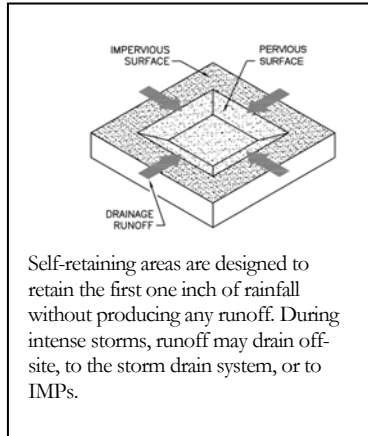 IMPERVIOUS
SURFACE
PERVIOUS
SURFACE
DRAINAGE
RUNOFF
Self-retaining areas are designed to
retain the first one inch of rainfall
without producing any runoff. During
intense storms, runoff may drain off-
site, to the storm drain system, or to
IMPs.